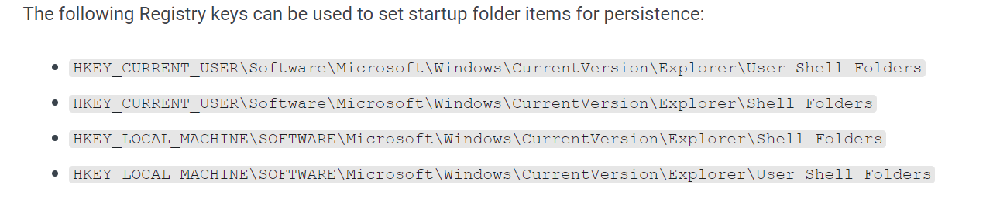 The following Registry keys can be used to set startup folder items for persistence:
HKEY_CURRENT_USER\Software\Microsoft\Windows\CurrentVersion\Explorer\User Shell Folders
HKEY_CURRENT_USER\Software\Microsoft\Windows\CurrentVersion\Explorer\Shell Folders
HKEY_LOCAL_MACHINE\SOFTWARE\Microsoft\Windows\CurrentVersion\Explorer\Shell Folders
HKEY_LOCAL_MACHINE\SOFTWARE\Microsoft\Windows\CurrentVersion\Explorer\User Shell Folders